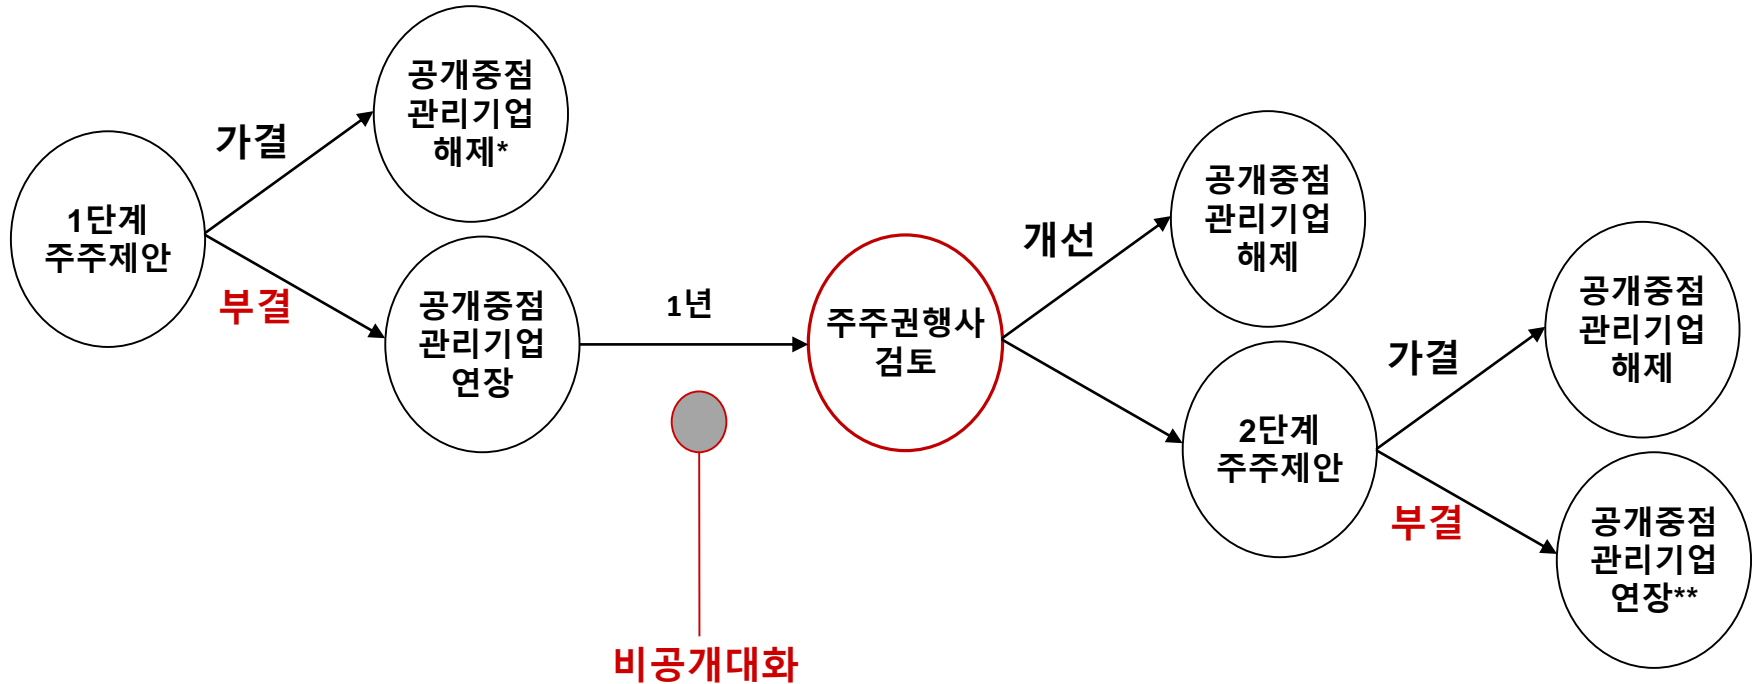 1단계
주주제안
가결
부결
공개중점
관리기업
해제*
공개중점
관리기업
연장
1년
비공개대화
주주권행사
검토
개선
공개중점
관리기업
해제
2단계
주주제안
가결
부결
공개중점
관리기업
해제
공개중점
관리기업
연장**